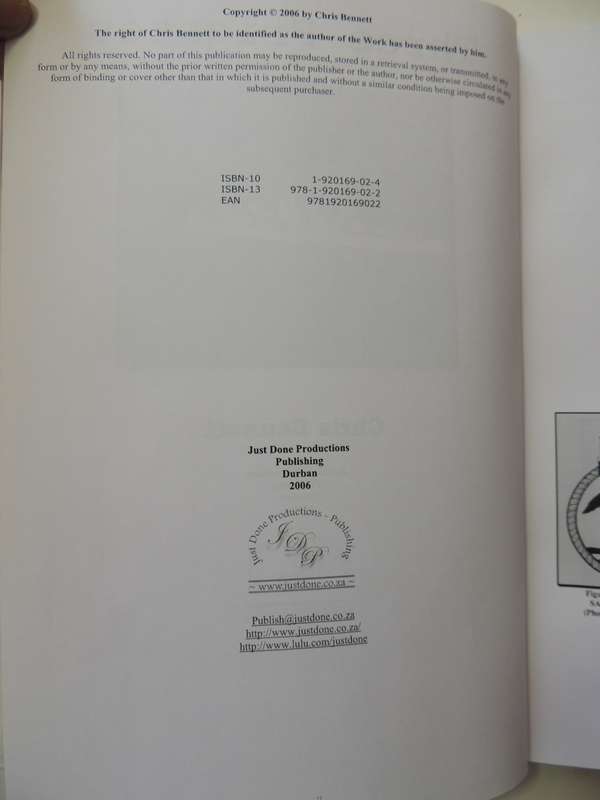 Copyright © 2006 by Chris Bennett
The right of Chris Bennett to be identified as the author of the Work has been asserted by him.
All rights reserved. No part of this publication may be reproduced, stored in a retrieval system, or transmitted, in any
form or by any means, without the prior written permission of the publisher or the author, nor be otherwise circulated in any
form of binding or cover other than that in which it is published and without a similar condition being imposed on the
subsequent purchaser.
ISBN-10 1-920169-02-4
ISBN-13 978-1-920169-02-2
EAN 9781920169022
Just Done Productions
Publishing
Durban
2006
Just Done Productions ~ Publishing
JDP
~ www.justdone.co.za ~
Publish@justdone.co.za
http://www.justdone.co.za/
http://www.lulu.com/justdone